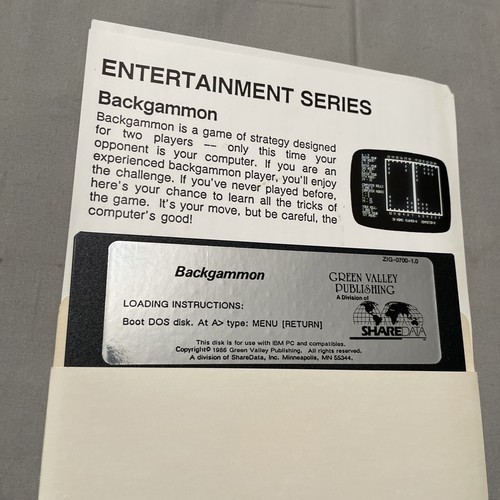 ENTERTAINMENT SERIES
Backgammon
Backgammon is a game of strategy designed
for two players — only this time your
opponent is your computer. If you are an
experienced backgammon player, you'll enjoy
the challenge. If you've never played before,
here's your chance to learn all the tricks of
the game. It's your move, but be careful, the
computer's good!
ZIG-0700-1.0
Backgammon
GREEN VALLEY
PUBLISHING
A Division of
SHAREDATA
LOADING INSTRUCTIONS:
Boot DOS disk. At A> type: MENU [RETURN]
This disk is for use with IBM PC and compatibles.
Copyright© 1986 Green Valley Publishing. All rights reserved.
A division of ShareData, Inc. Minneapolis, MN 55344.